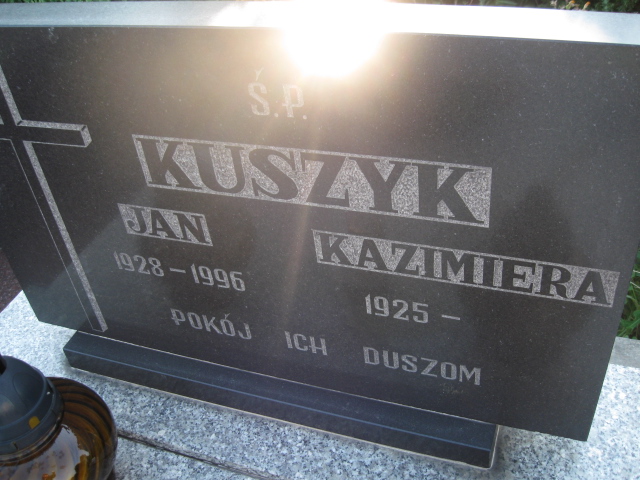 Ś.P.
KUSZYK
JAN KAZIMIERA
1928-1996 1925-
POKÓJ ICH DUSZOM